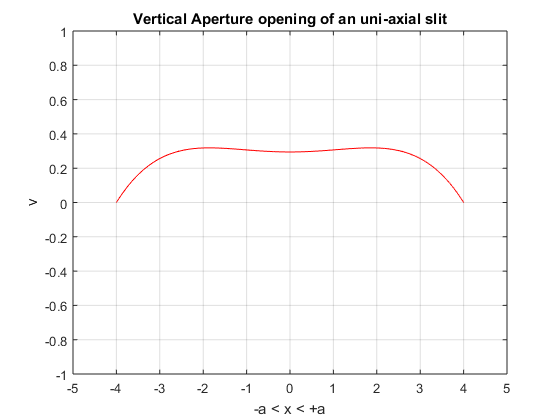 Vertical Aperture opening of an uni-axial slit
1
0.8
0.6
0.4
0.2
0
-0.2
-0.4
-0.6
-0.8
-1
v
-5 -4 -3 -2 -1 0 1 2 3 4 5
-a < x < +a